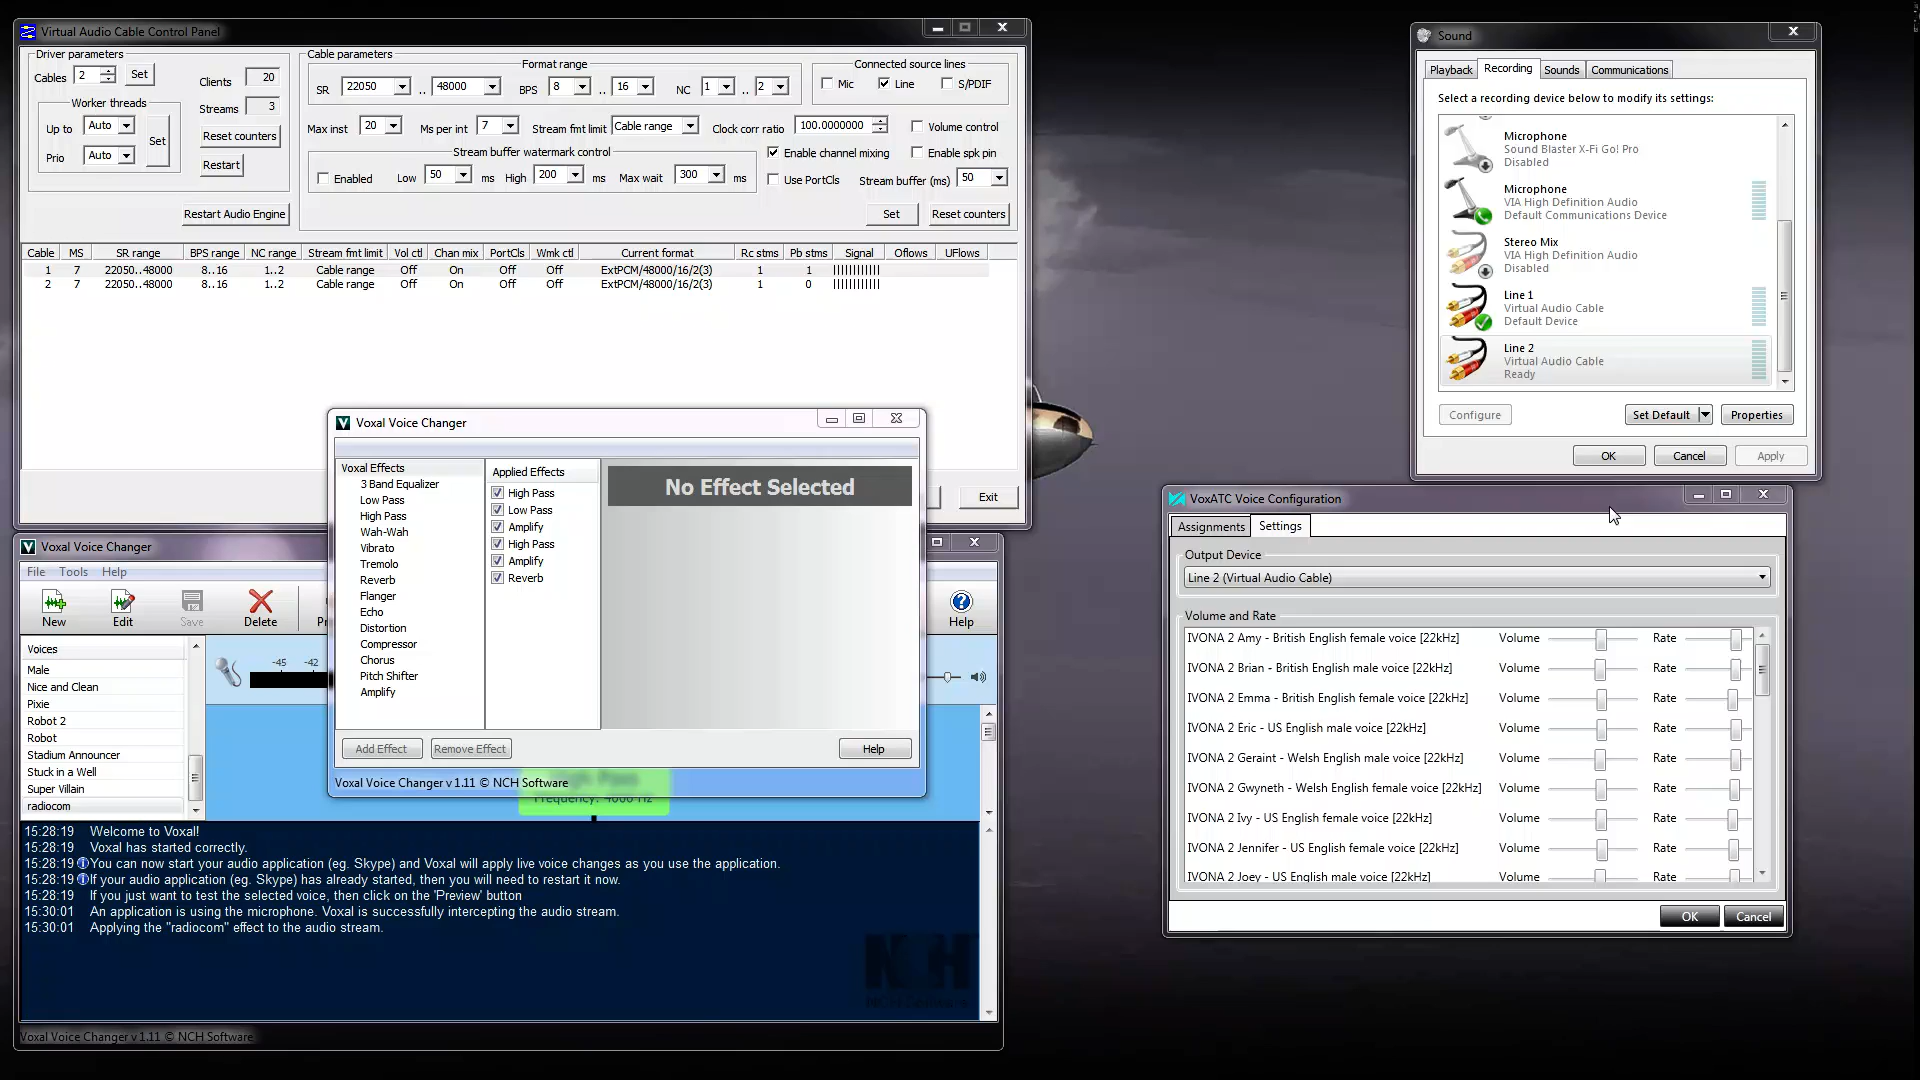 Virtual Audio Cable Control Panel
Driver parameters
Cables 2 Set
Clients 20
Streams 3
Worker threads
Up to Auto
Prio Auto
Set
Reset counters
Restart
Restart Audio Engine
Cable parameters
Format range
SR 22050 .. 48000 BPS 8 .. 16 NC 1 .. 2
Connected source lines
Mic Line S/PDIF
Max inst 20 Ms per int 7 Stream fmt limit Cable range Clock corr ratio 100.0000000 Volume control
Stream buffer watermark control
Enabled Low 50 ms High 200 ms Max wait 300 ms
Enable channel mixing Enable spk pin
Use PortCls Stream buffer (ms) 50
Set Reset counters
Cable MS SR range BPS range NC range Stream fmt limit Vol ctl Chan mix PortCls Wmk ctl Current format Rc stms Pb stms Signal Oflows UFlows
1 7 22050..48000 8..16 1..2 Cable range Off On Off Off ExtPCM/48000/16/2(3) 1 1 ||||||||||||
2 7 22050..48000 8..16 1..2 Cable range Off On Off Off ExtPCM/48000/16/2(3) 1 0 ||||||||||||
Exit
Voxal Voice Changer
Voxal Effects
3 Band Equalizer
Low Pass
High Pass
Wah-Wah
Vibrato
Tremolo
Reverb
Flanger
Echo
Distortion
Compressor
Chorus
Pitch Shifter
Amplify
Applied Effects
High Pass
Low Pass
Amplify
High Pass
Amplify
Reverb
No Effect Selected
Add Effect Remove Effect Help
Voxal Voice Changer v 1.11 © NCH Software
Voxal Voice Changer
File Tools Help
New Edit Save Delete Pr Help
Voices
Male
Nice and Clean
Pixie
Robot 2
Robot
Stadium Announcer
Stuck in a Well
Super Villain
radiocom
-45 -42
High Pass
Frequency: 4000 Hz
15:28:19 Welcome to Voxal!
15:28:19 Voxal has started correctly.
15:28:19 You can now start your audio application (eg. Skype) and Voxal will apply live voice changes as you use the application.
15:28:19 If your audio application (eg. Skype) has already started, then you will need to restart it now.
15:28:19 If you just want to test the selected voice, then click on the 'Preview' button
15:30:01 An application is using the microphone. Voxal is successfully intercepting the audio stream.
15:30:01 Applying the "radiocom" effect to the audio stream.
NCH
NCH Software
Voxal Voice Changer v 1.11 © NCH Software
Sound
Playback Recording Sounds Communications
Select a recording device below to modify its settings:
Microphone
Sound Blaster X-Fi Go! Pro
Disabled
Microphone
VIA High Definition Audio
Default Communications Device
Stereo Mix
VIA High Definition Audio
Disabled
Line 1
Virtual Audio Cable
Default Device
Line 2
Virtual Audio Cable
Ready
Configure Set Default Properties
OK Cancel Apply
VoxATC Voice Configuration
Assignments Settings
Output Device
Line 2 (Virtual Audio Cable)
Volume and Rate
IVONA 2 Amy - British English female voice [22kHz] Volume Rate
IVONA 2 Brian - British English male voice [22kHz] Volume Rate
IVONA 2 Emma - British English female voice [22kHz] Volume Rate
IVONA 2 Eric - US English male voice [22kHz] Volume Rate
IVONA 2 Geraint - Welsh English male voice [22kHz] Volume Rate
IVONA 2 Gwyneth - Welsh English female voice [22kHz] Volume Rate
IVONA 2 Ivy - US English female voice [22kHz] Volume Rate
IVONA 2 Jennifer - US English female voice [22kHz] Volume Rate
IVONA 2 Joey - US English male voice [22kHz] Volume Rate
OK Cancel